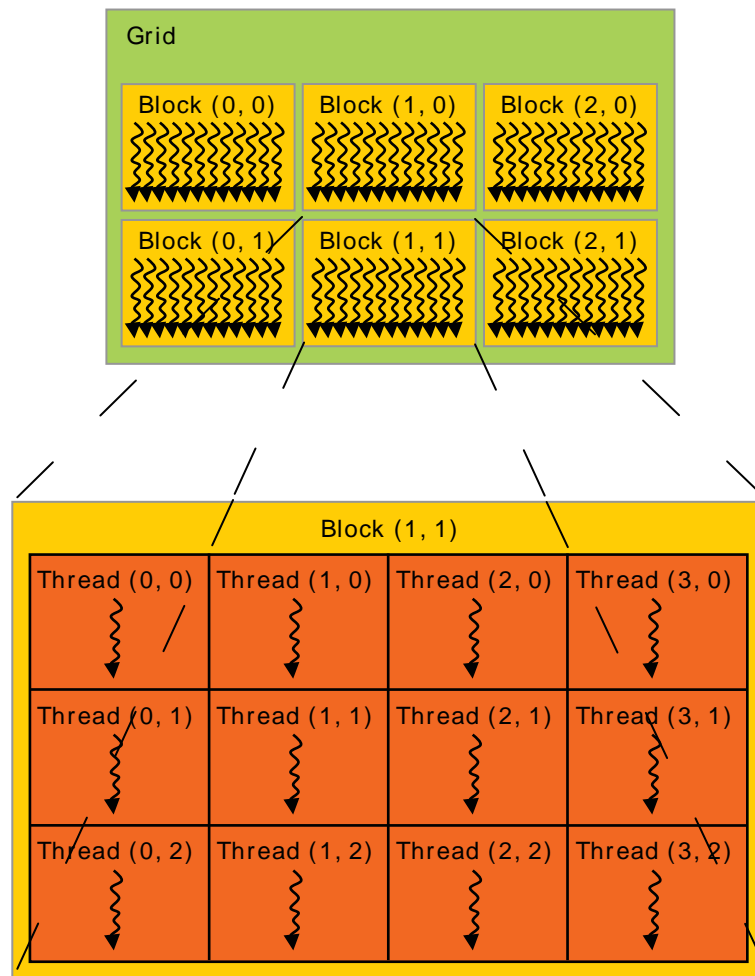 Grid
Block (0, 0) Block (1, 0) Block (2, 0)
Block (0, 1) Block (1, 1) Block (2, 1)
Block (1, 1)
Thread (0, 0) Thread (1, 0) Thread (2, 0) Thread (3, 0)
Thread (0, 1) Thread (1, 1) Thread (2, 1) Thread (3, 1)
Thread (0, 2) Thread (1, 2) Thread (2, 2) Thread (3, 2)